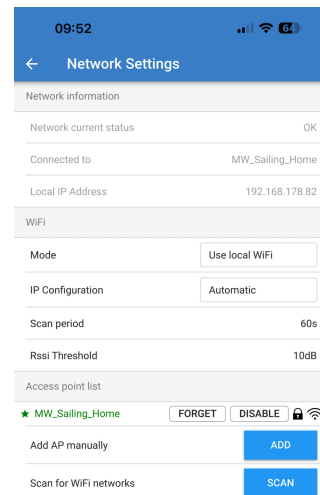 09:52
64
Network Settings
Network information
Network current status OK
Connected to MW_Sailing_Home
Local IP Address 192.168.178.82
WiFi
Mode Use local WiFi
IP Configuration Automatic
Scan period 60s
Rssi Threshold 10dB
Access point list
MW_Sailing_Home FORGET DISABLE
Add AP manually ADD
Scan for WiFi networks SCAN